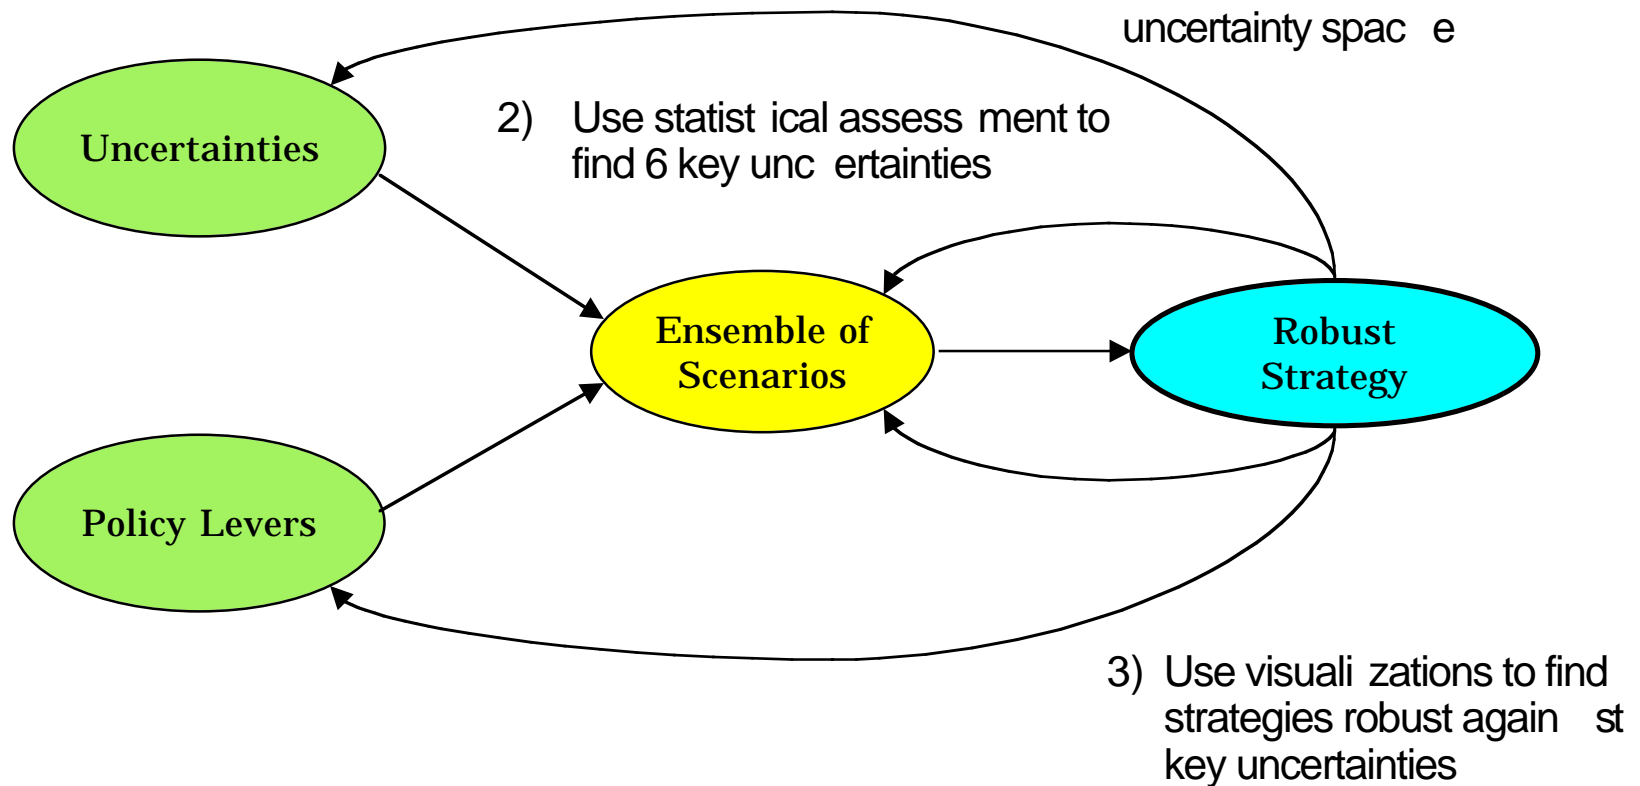 uncertainty spac e
2) Use statist ical assess ment to
find 6 key unc ertainties
Uncertainties
Ensemble of
Scenarios
Robust
Strategy
Policy Levers
3) Use visuali zations to find
strategies robust again st
key uncertainties